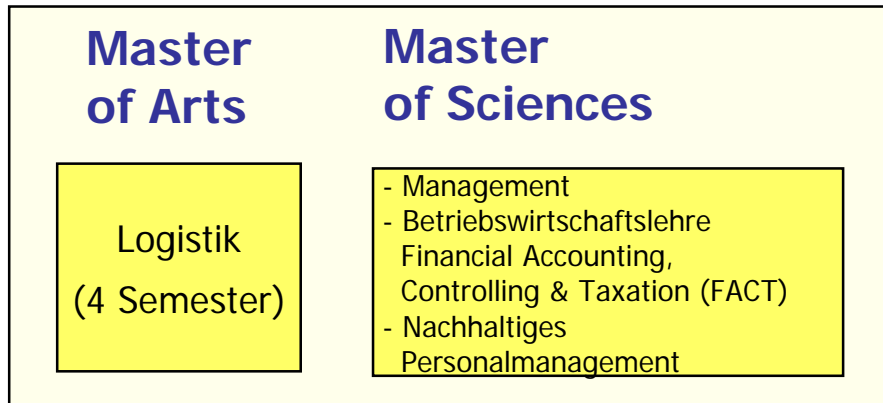 Master
of Arts
Logistik
(4 Semester)
Master
of Sciences
- Management
- Betriebswirtschaftslehre
Financial Accounting,
Controlling & Taxation (FACT)
- Nachhaltiges
Personalmanagement